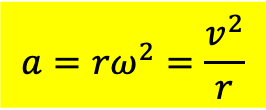 a = rω² = v²/r